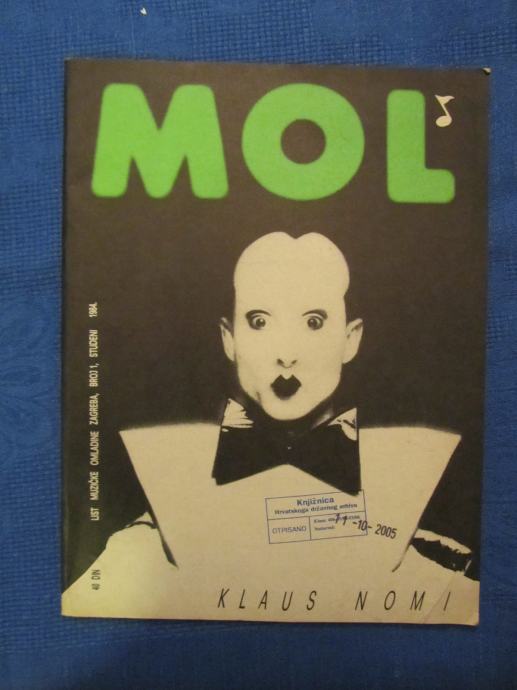 MOL
LIST MUZIČKE OMLADINE ZAGREBA, BROJ 1, STUDENI 1984.
40 DIN
Knjižnica
Hrvatskoga državnog arhiva
OTPISANO
-10-2005
KLAUS NOMI